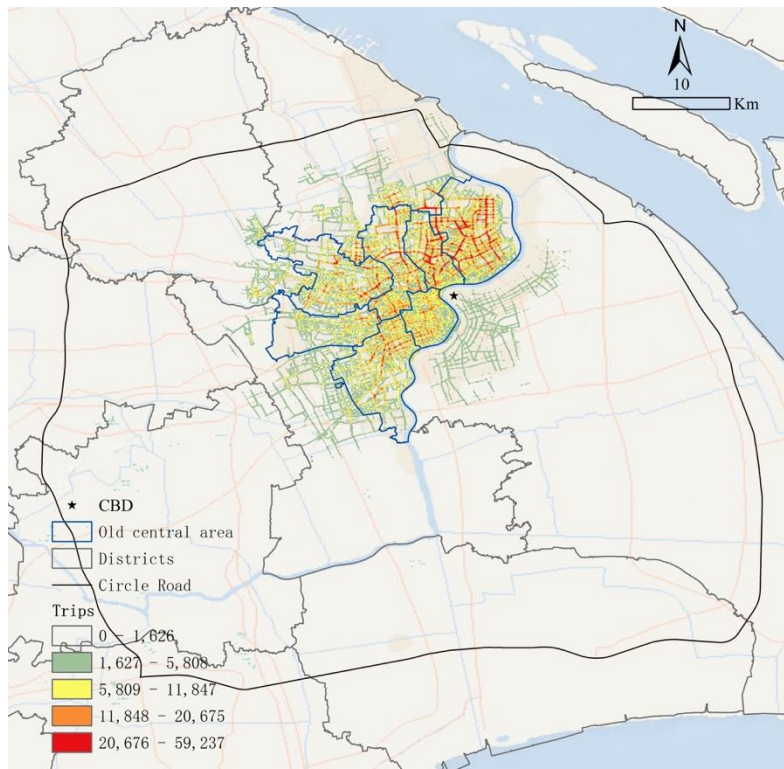 N
10
Km
CBD
Old central area
Districts
Circle Road
Trips
0 - 1,626
1,627 - 5,808
5,809 - 11,847
11,848 - 20,675
20,676 - 59,237